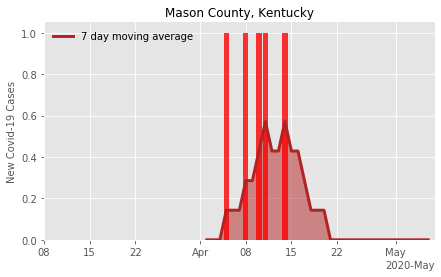 Mason County, Kentucky
7 day moving average
New Covid-19 Cases
1.0
0.8
0.6
0.4
0.2
0.0
08 15 22 Apr 08 15 22 May
2020-May